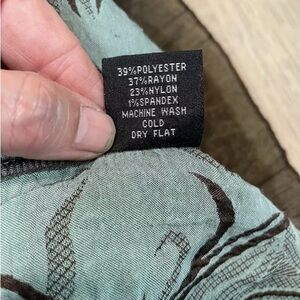 39%POLYESTER
37%RAYON
23%NYLON
1%SPANDEX
MACHINE WASH
COLD
DRY FLAT